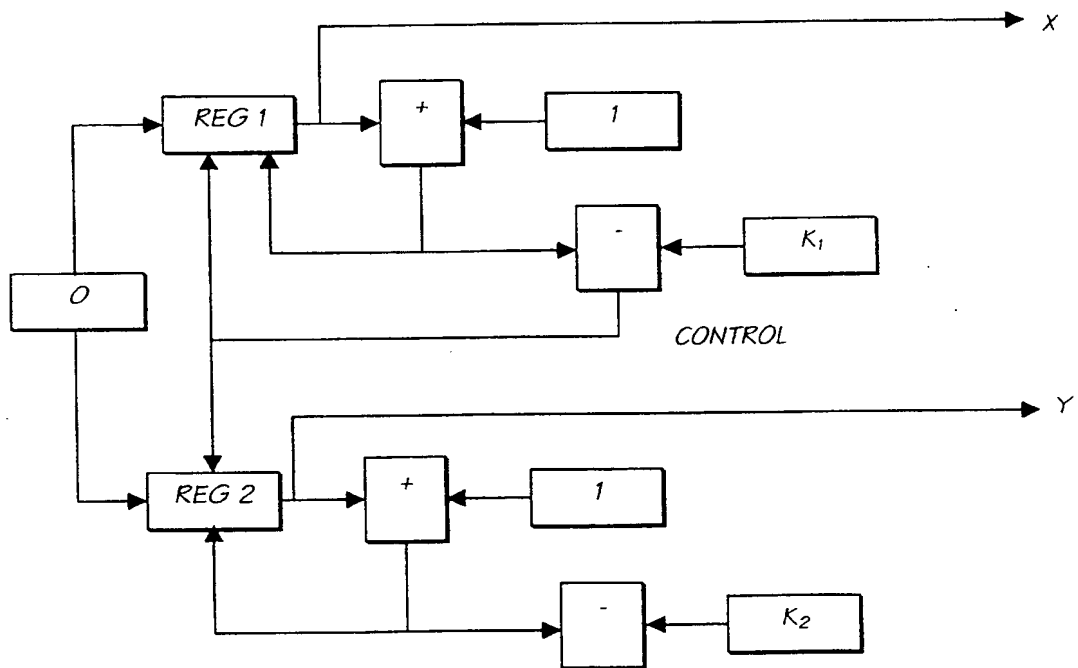 X
+
REG 1
1
-
K1
O
CONTROL
Y
+
REG 2
1
-
K2